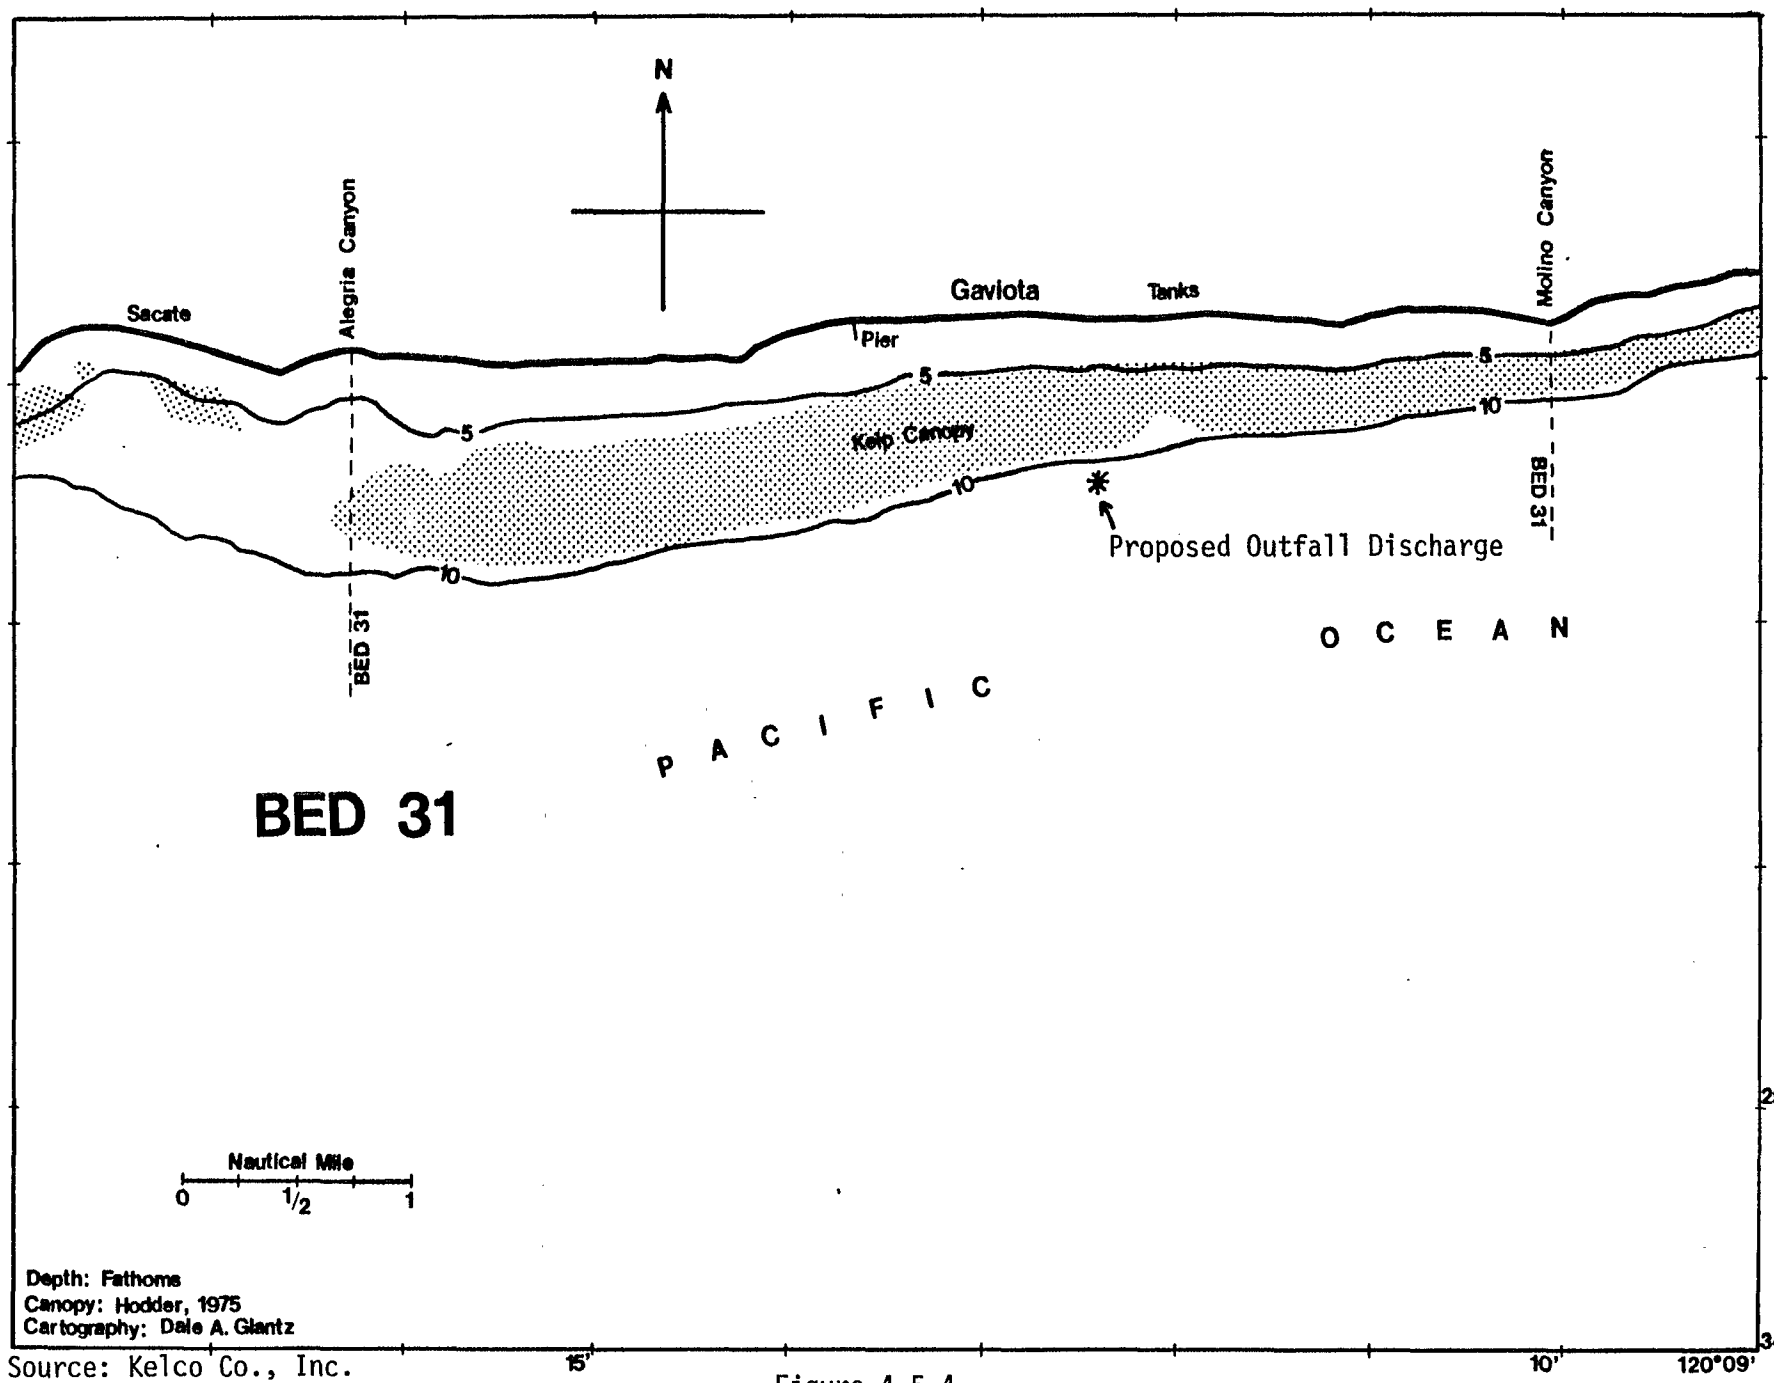 N
Alegria Canyon
Molino Canyon
Sacate
Gaviota
Tanks
Pier
5
5
5
Kelp Canopy
10
10
10
BED 31
BED 31
Proposed Outfall Discharge
PACIFIC
OCEAN
BED 31
Nautical Mile
0 1/2 1
Depth: Fathoms
Canopy: Hodder, 1975
Cartography: Dale A. Glantz
15' 10' 120°09'
Source: Kelco Co., Inc.